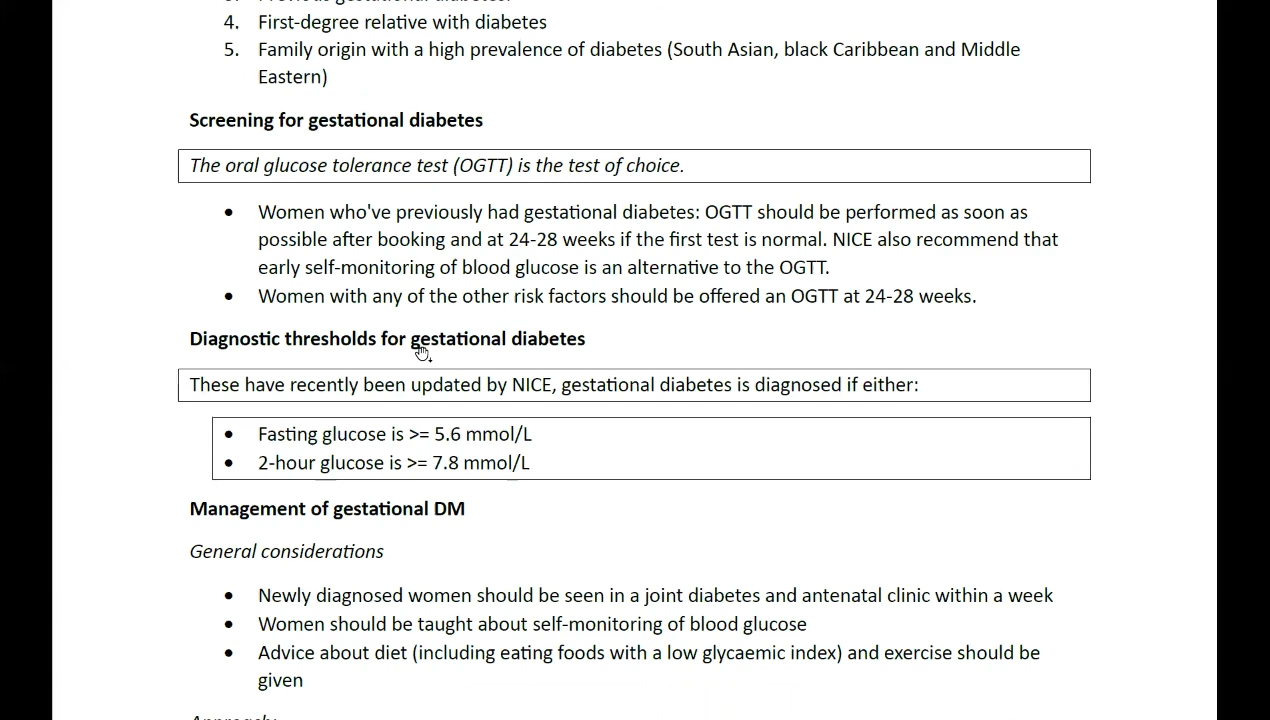 4. First-degree relative with diabetes
5. Family origin with a high prevalence of diabetes (South Asian, black Caribbean and Middle
Eastern)
Screening for gestational diabetes
The oral glucose tolerance test (OGTT) is the test of choice.
• Women who've previously had gestational diabetes: OGTT should be performed as soon as
possible after booking and at 24-28 weeks if the first test is normal. NICE also recommend that
early self-monitoring of blood glucose is an alternative to the OGTT.
• Women with any of the other risk factors should be offered an OGTT at 24-28 weeks.
Diagnostic thresholds for gestational diabetes
These have recently been updated by NICE, gestational diabetes is diagnosed if either:
• Fasting glucose is >= 5.6 mmol/L
• 2-hour glucose is >= 7.8 mmol/L
Management of gestational DM
General considerations
• Newly diagnosed women should be seen in a joint diabetes and antenatal clinic within a week
• Women should be taught about self-monitoring of blood glucose
• Advice about diet (including eating foods with a low glycaemic index) and exercise should be
given